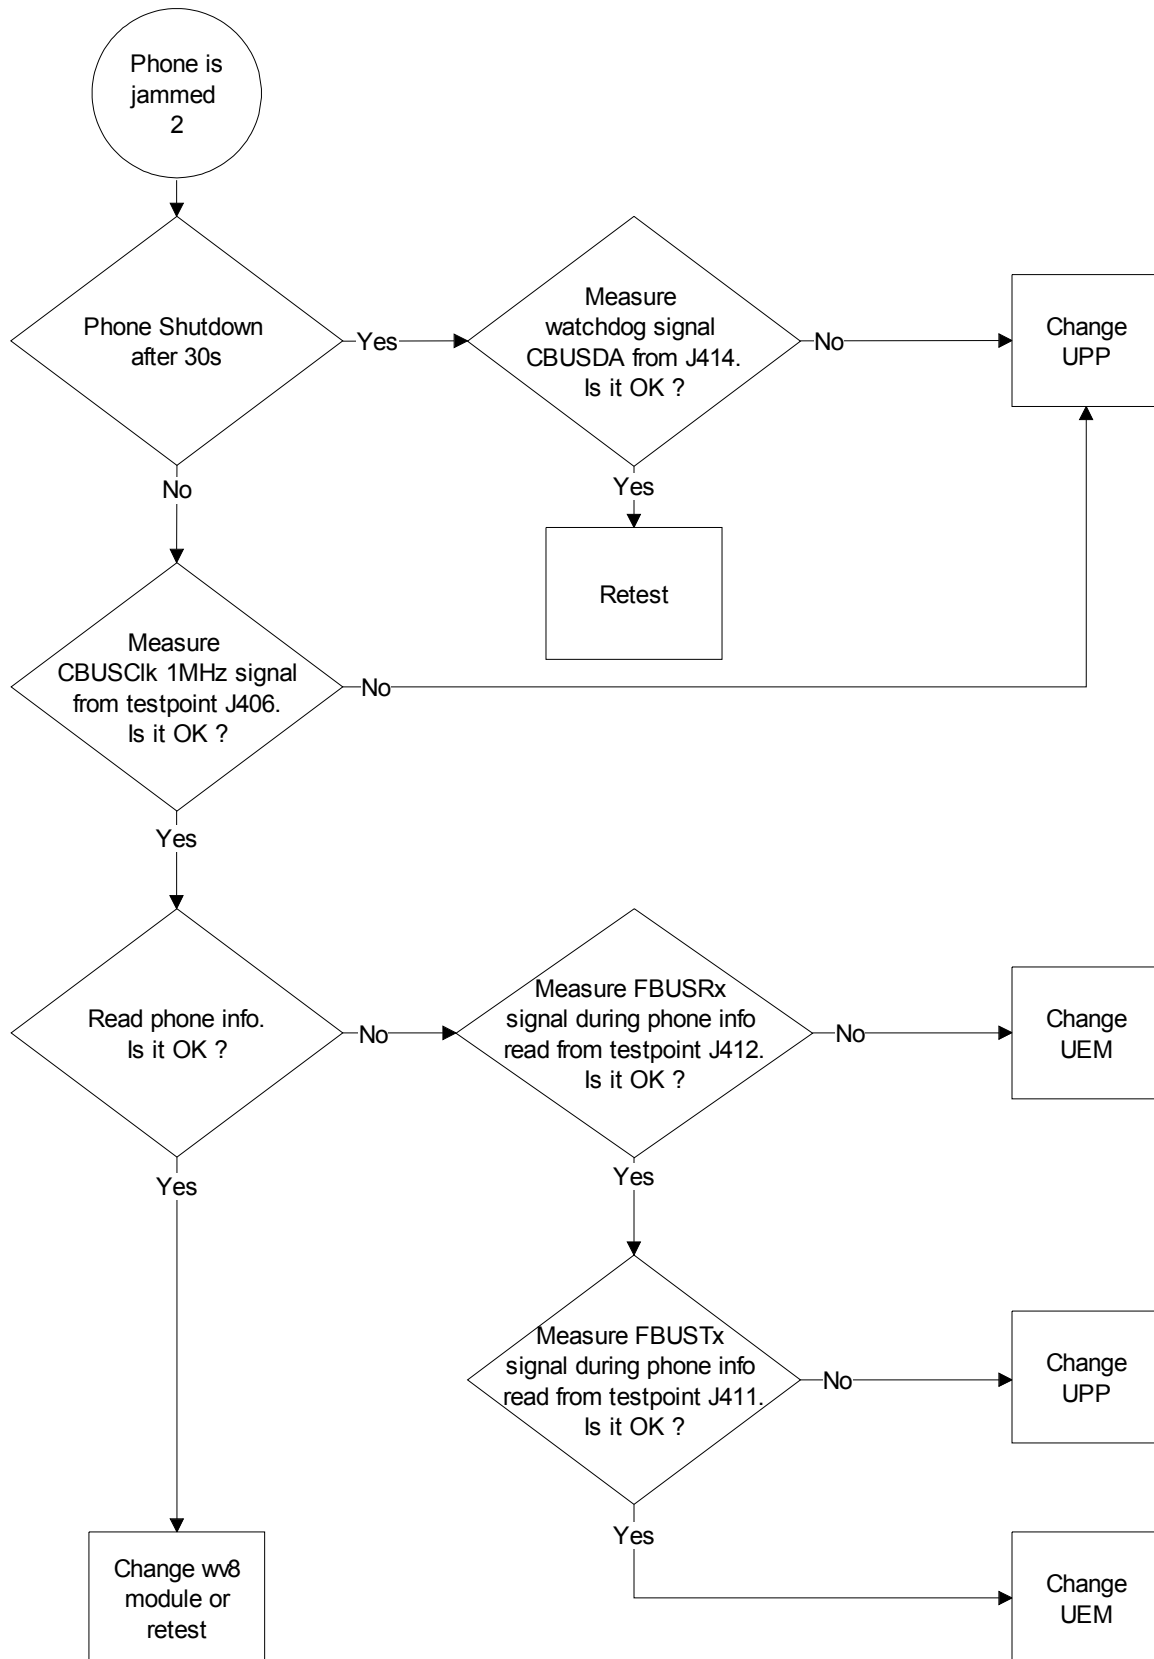 Phone is
jammed
2
Phone Shutdown
after 30s
Yes
Measure
watchdog signal
CBUSDA from J414.
Is it OK ?
No
Change
UPP
No
Yes
Retest
Measure
CBUSClk 1MHz signal
from testpoint J406.
Is it OK ?
No
Yes
Read phone info.
Is it OK ?
No
Measure FBUSRx
signal during phone info
read from testpoint J412.
Is it OK ?
No
Change
UEM
Yes
Yes
Measure FBUSTx
signal during phone info
read from testpoint J411.
Is it OK ?
No
Change
UPP
Yes
Change wv8
module or
retest
Change
UEM